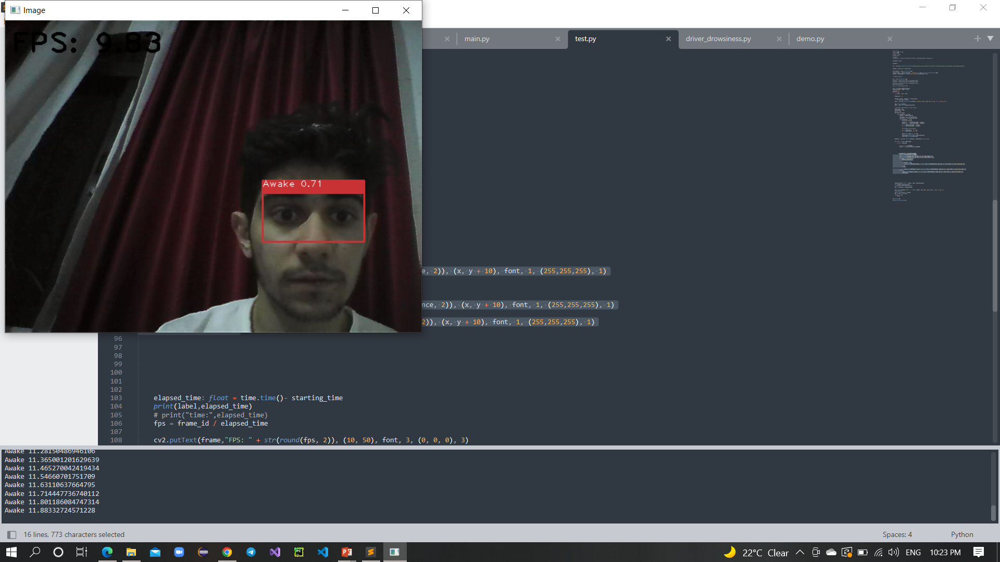 Image
FPS: 9.83
Awake 0.71
main.py
test.py
driver_drowsiness.py
demo.py
e, 2)), (x, y + 10), font, 1, (255,255,255), 1)
nce, 2)), (x, y + 10), font, 1, (255,255,255), 1)
2)), (x, y + 10), font, 1, (255,255,255), 1)
96
97
98
99
100
101
102
103 elapsed_time: float = time.time()- starting_time
104 print(label,elapsed_time)
105 # print("time:",elapsed_time)
106 fps = frame_id / elapsed_time
107
108 cv2.putText(frame,"FPS: " + str(round(fps, 2)), (10, 50), font, 3, (0, 0, 0), 3)
Awake 11.28150486946106
Awake 11.365001201629639
Awake 11.465270042419434
Awake 11.54660701751709
Awake 11.63110637664795
Awake 11.714447736740112
Awake 11.801186084747314
Awake 11.88332724571228
16 lines, 773 characters selected
Spaces: 4
Python
22°C Clear
ENG
10:23 PM